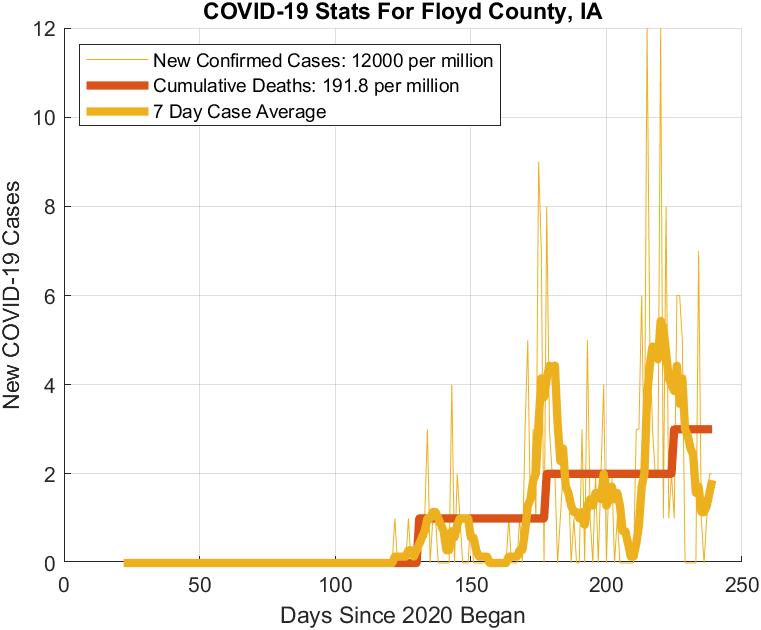 COVID-19 Stats For Floyd County, IA
New Confirmed Cases: 12000 per million
Cumulative Deaths: 191.8 per million
7 Day Case Average
New COVID-19 Cases
12
10
8
6
4
2
0
0 50 100 150 200 250
Days Since 2020 Began